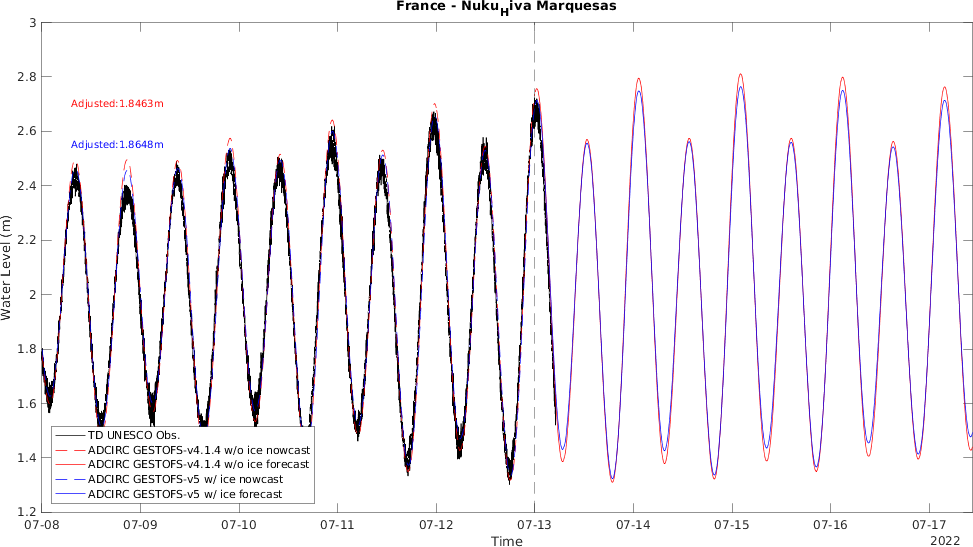 France - Nuku_Hiva Marquesas
3
2.8
2.6
2.4
2.2
2
1.8
1.6
1.4
1.2
Water Level (m)
Adjusted:1.8463m
Adjusted:1.8648m
TD UNESCO Obs.
ADCIRC GESTOFS-v4.1.4 w/o ice nowcast
ADCIRC GESTOFS-v4.1.4 w/o ice forecast
ADCIRC GESTOFS-v5 w/ ice nowcast
ADCIRC GESTOFS-v5 w/ ice forecast
07-08 07-09 07-10 07-11 07-12 07-13 07-14 07-15 07-16 07-17
Time
2022